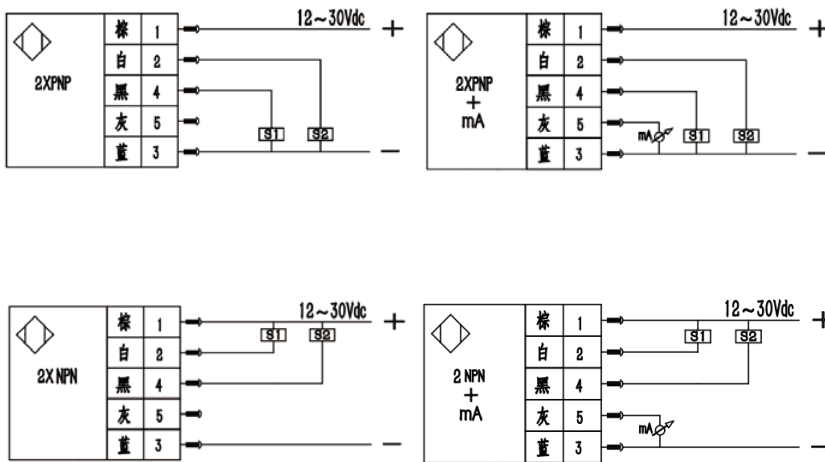 棕 1 12~30Vdc +
白 2
2XPNP
黑 4
灰 5 S1 S2
蓝 3 −
棕 1 12~30Vdc +
白 2
2XPNP
+
mA
黑 4
灰 5 mA S1 S2
蓝 3 −
棕 1 12~30Vdc +
S1 S2
白 2
2X NPN
黑 4
灰 5
蓝 3 −
棕 1 12~30Vdc +
S1 S2
白 2
2 NPN
+
mA
黑 4
灰 5 mA
蓝 3 −